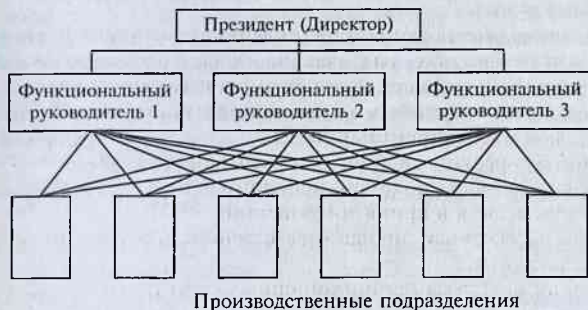 Президент (Директор)
Функциональный
руководитель 1
Функциональный
руководитель 2
Функциональный
руководитель 3
Производственные подразделения